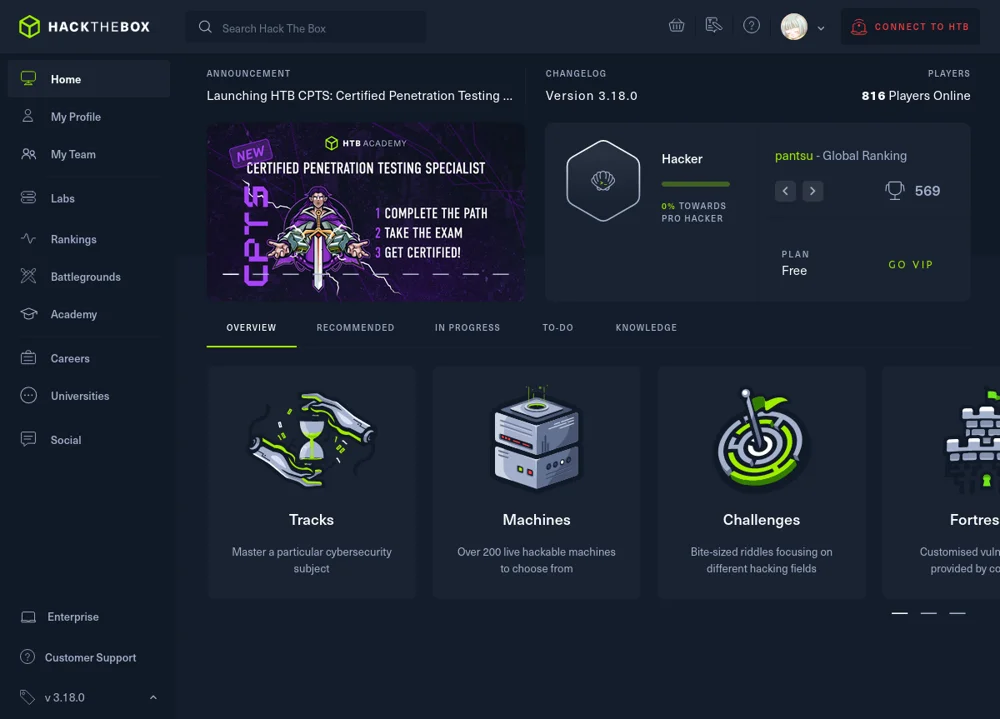 HACKTHEBOX
Search Hack The Box
CONNECT TO HTB
Home
My Profile
My Team
Labs
Rankings
Battlegrounds
Academy
Careers
Universities
Social
Enterprise
Customer Support
v 3.18.0
ANNOUNCEMENT
Launching HTB CPTS: Certified Penetration Testing ...
CHANGELOG
Version 3.18.0
PLAYERS
816 Players Online
HTB ACADEMY
NEW
CERTIFIED PENETRATION TESTING SPECIALIST
CPTS
1 COMPLETE THE PATH
2 TAKE THE EXAM
3 GET CERTIFIED!
Hacker
0% TOWARDS
PRO HACKER
pantsu - Global Ranking
569
PLAN
Free
GO VIP
OVERVIEW
RECOMMENDED
IN PROGRESS
TO-DO
KNOWLEDGE
Tracks
Master a particular cybersecurity
subject
Machines
Over 200 live hackable machines
to choose from
Challenges
Bite-sized riddles focusing on
different hacking fields
Fortres
Customised vuln
provided by co